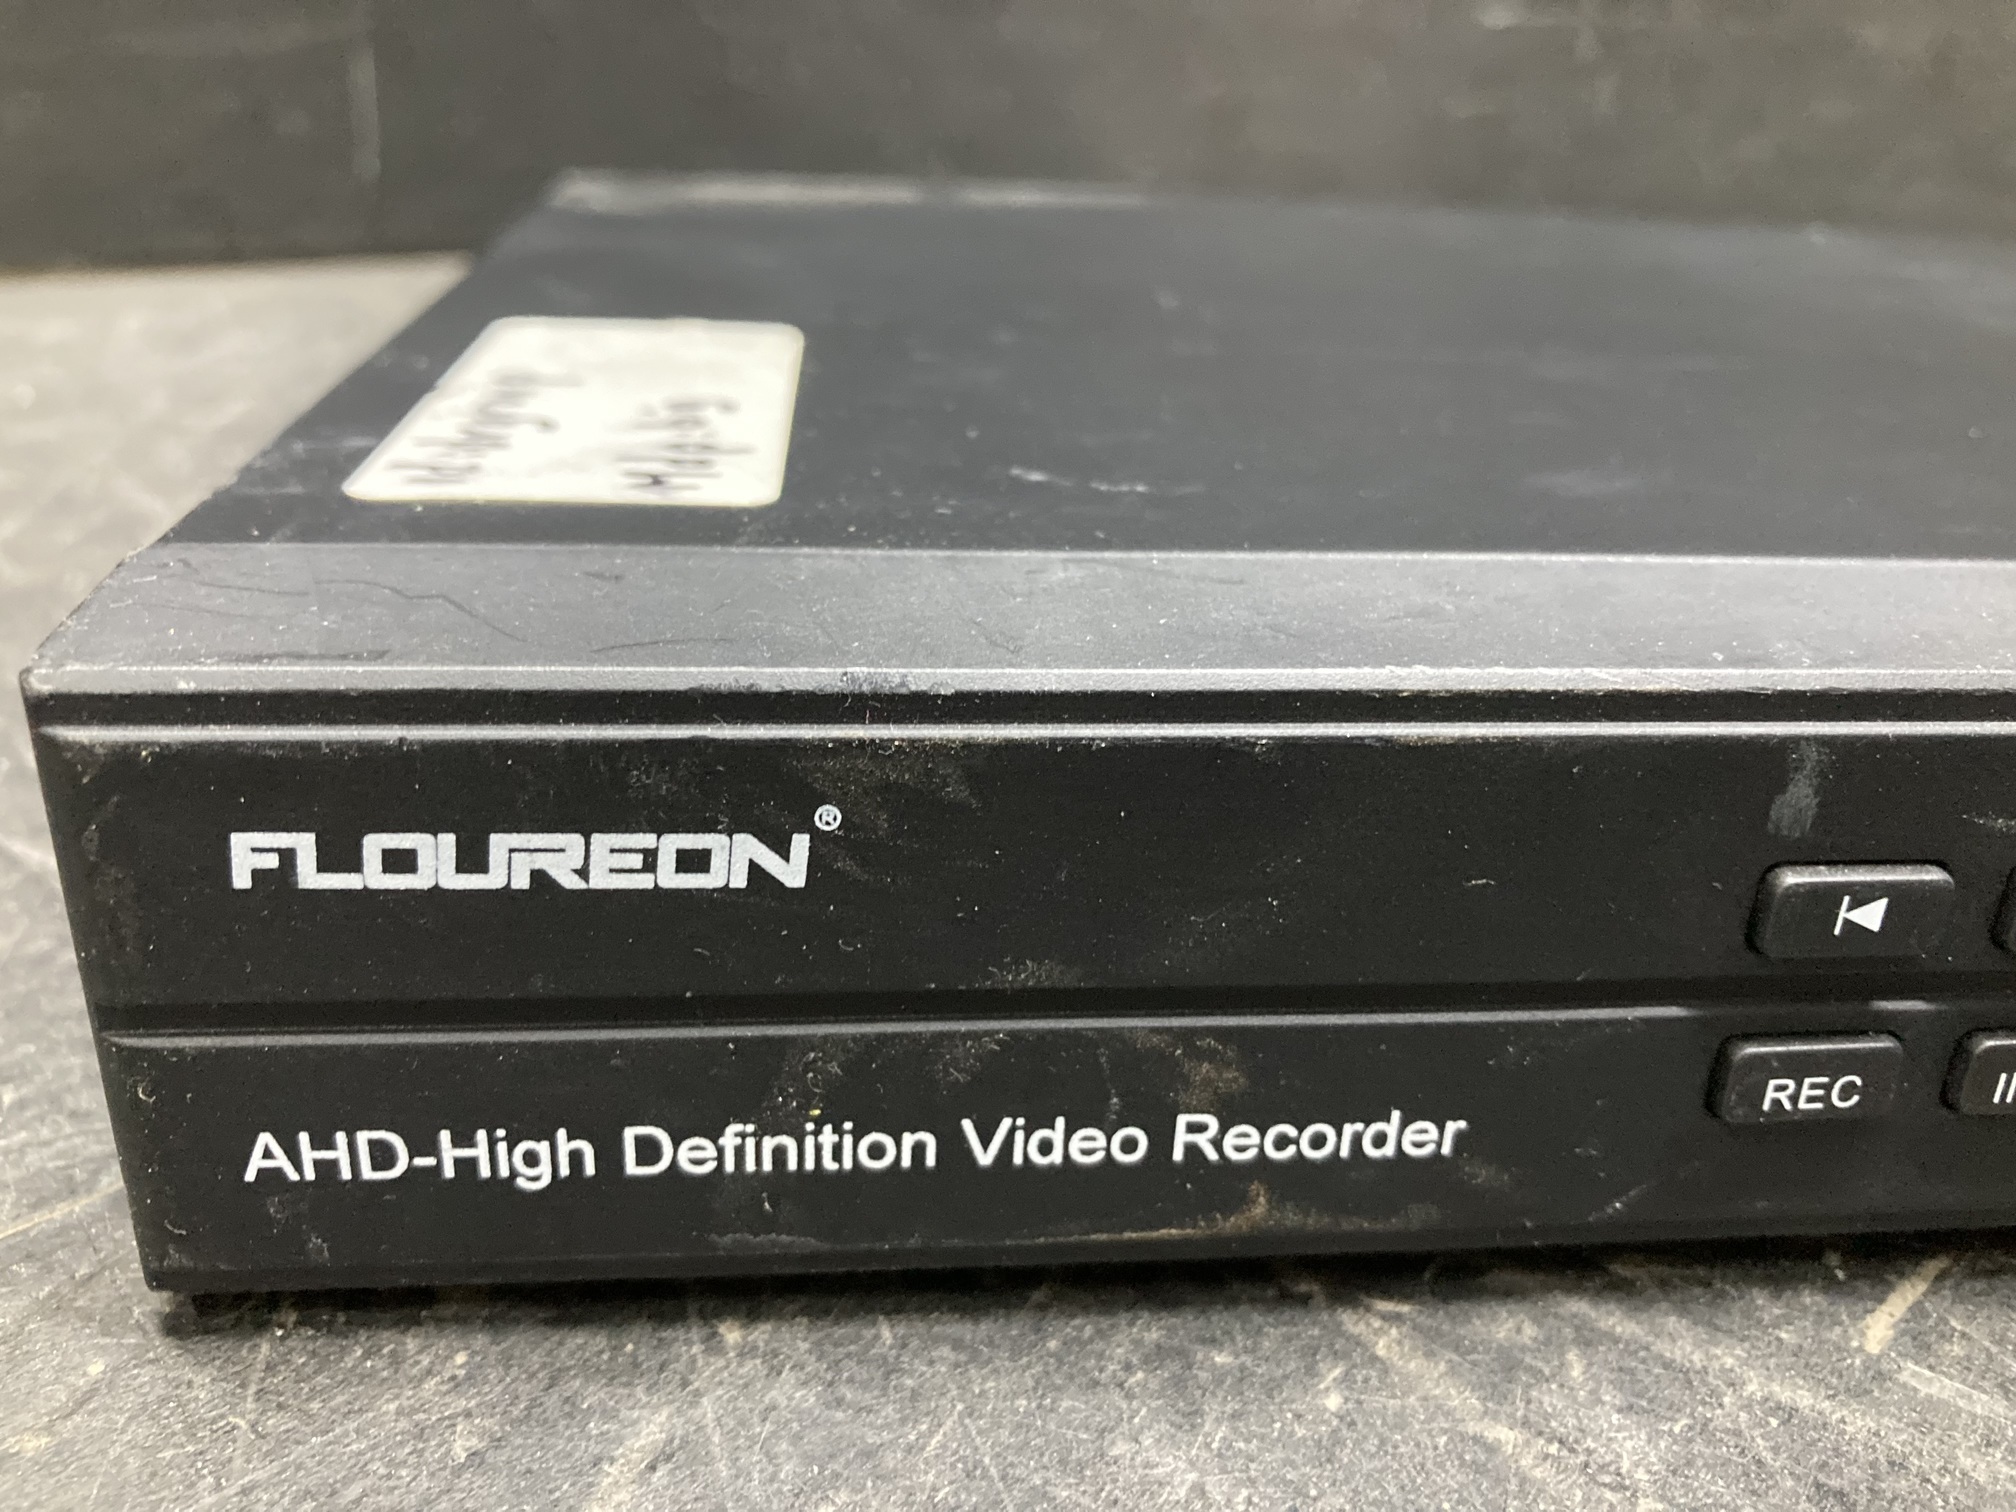 FLOUREON®
AHD-High Definition Video Recorder
REC